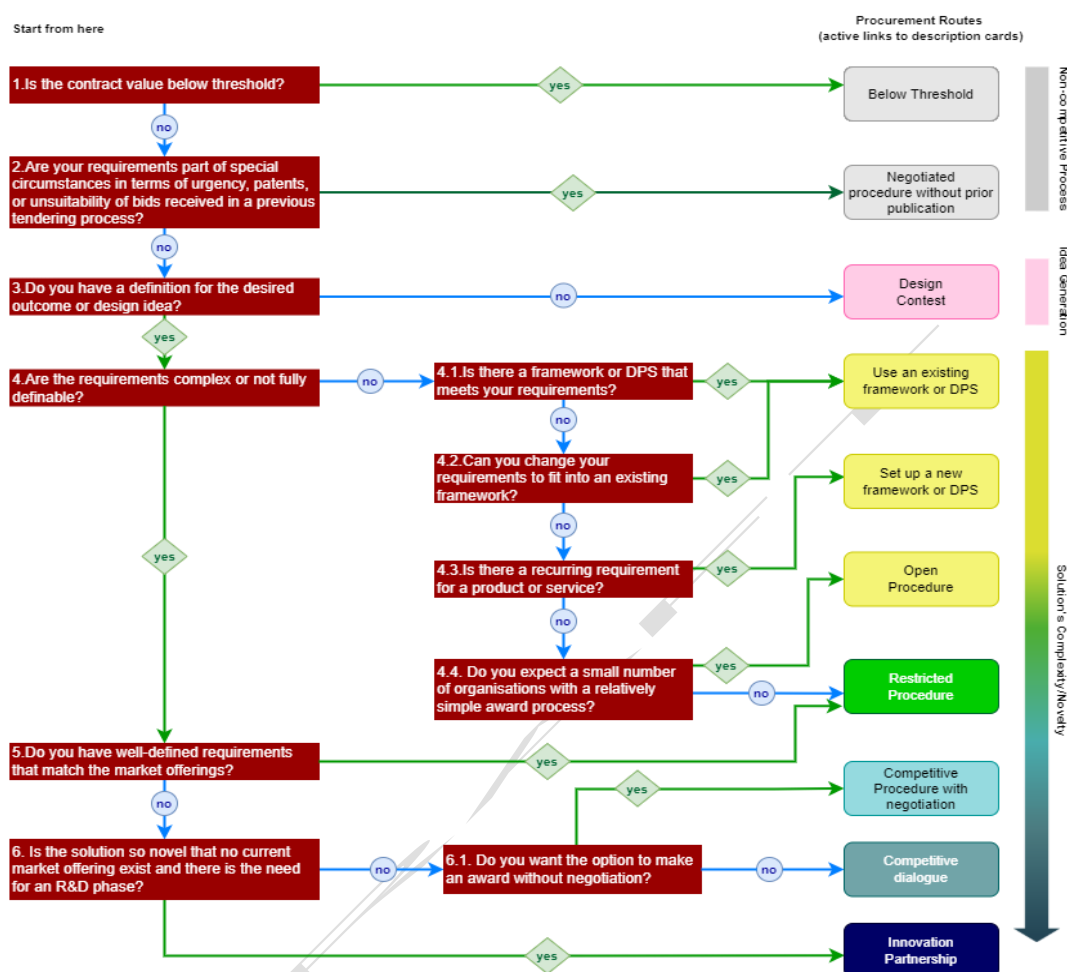 Start from here
Procurement Routes
(active links to description cards)
1.Is the contract value below threshold?
yes
Below Threshold
no
2.Are your requirements part of special
circumstances in terms of urgency, patents,
or unsuitability of bids received in a previous
tendering process?
yes
Negotiated
procedure without prior
publication
Non-competitive Process
no
3.Do you have a definition for the desired
outcome or design idea?
no
Design
Contest
Idea Generation
yes
4.Are the requirements complex or not fully
definable?
no
4.1.Is there a framework or DPS that
meets your requirements?
yes
Use an existing
framework or DPS
no
4.2.Can you change your
requirements to fit into an existing
framework?
yes
Set up a new
framework or DPS
no
yes
4.3.Is there a recurring requirement
for a product or service?
yes
Open
Procedure
no
4.4. Do you expect a small number
of organisations with a relatively
simple award process?
yes
no
Restricted
Procedure
Solution's Complexity/Novelty
5.Do you have well-defined requirements
that match the market offerings?
yes
no
yes
Competitive
Procedure with
negotiation
6. Is the solution so novel that no current
market offering exist and there is the need
for an R&D phase?
no
6.1. Do you want the option to make
an award without negotiation?
no
Competitive
dialogue
yes
Innovation
Partnership